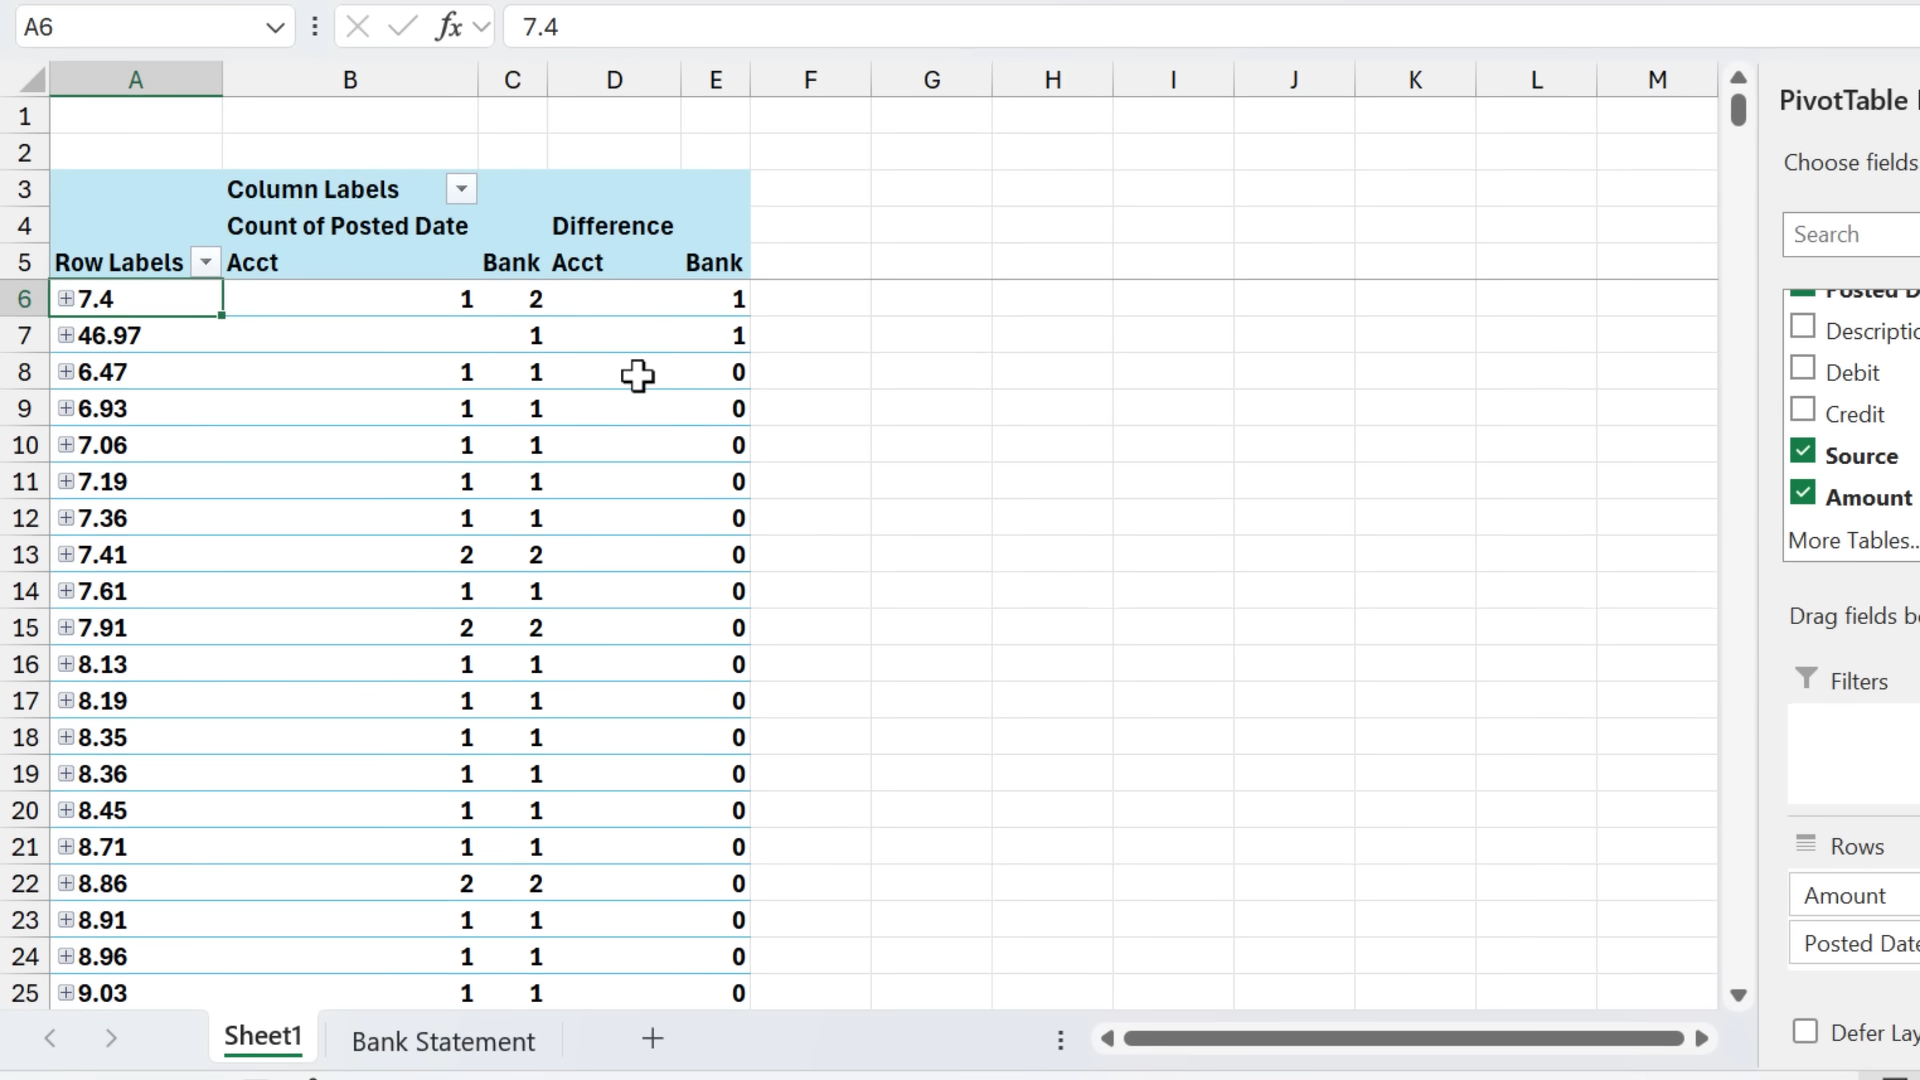 A6 fx 7.4
A B C D E F G H I J K L M
1
2
3 Column Labels
4 Count of Posted Date Difference
5 Row Labels Acct Bank Acct Bank
6 7.4 1 2 1
7 46.97 1 1
8 6.47 1 1 0
9 6.93 1 1 0
10 7.06 1 1 0
11 7.19 1 1 0
12 7.36 1 1 0
13 7.41 2 2 0
14 7.61 1 1 0
15 7.91 2 2 0
16 8.13 1 1 0
17 8.19 1 1 0
18 8.35 1 1 0
19 8.36 1 1 0
20 8.45 1 1 0
21 8.71 1 1 0
22 8.86 2 2 0
23 8.91 1 1 0
24 8.96 1 1 0
25 9.03 1 1 0
Sheet1 Bank Statement
PivotTable
Choose fields
Search
Posted D
Descriptio
Debit
Credit
Source
Amount
More Tables...
Drag fields be
Filters
Rows
Amount
Posted Date
Defer Lay